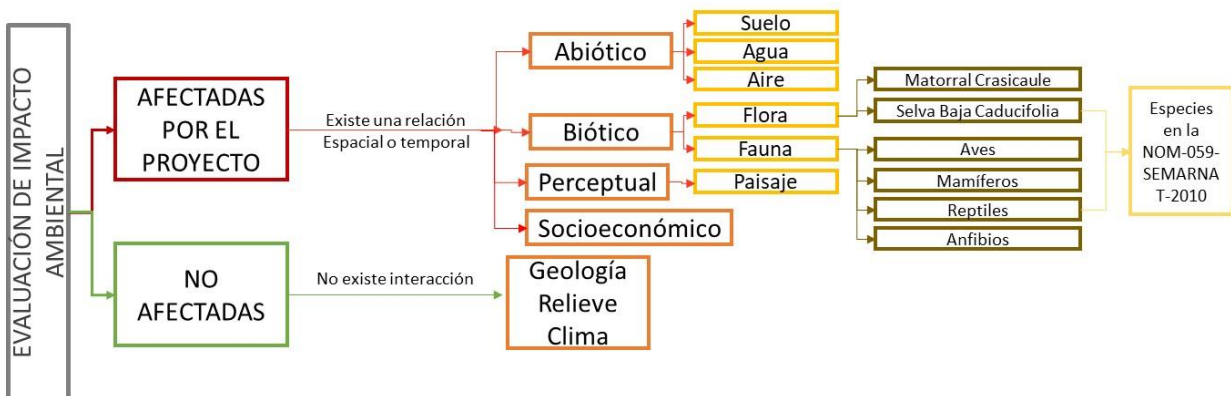 EVALUACIÓN DE IMPACTO
AMBIENTAL
AFECTADAS
POR EL
PROYECTO
Existe una relación
Espacial o temporal
Abiótico
Suelo
Agua
Aire
Biótico
Flora
Fauna
Matorral Crasicaule
Selva Baja Caducifolia
Aves
Mamíferos
Reptiles
Anfibios
Especies
en la
NOM-059-
SEMARNA
T-2010
Perceptual
Paisaje
Socioeconómico
NO
AFECTADAS
No existe interacción
Geología
Relieve
Clima